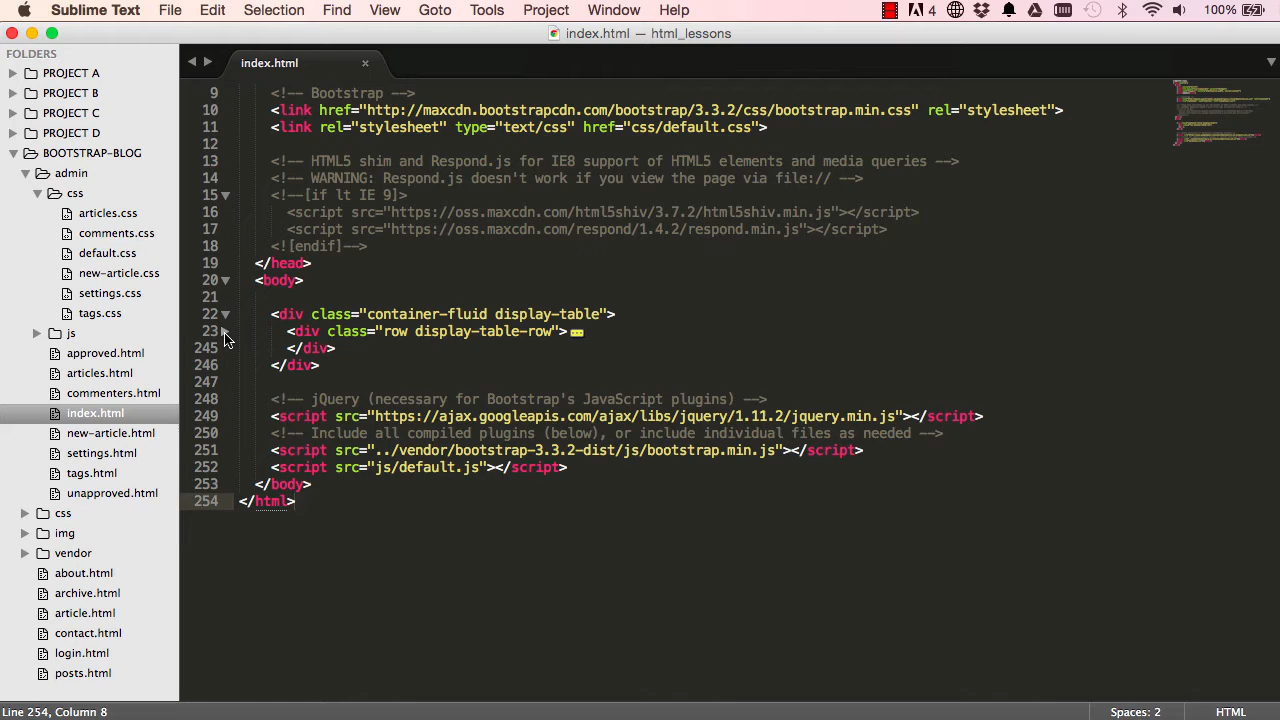 Sublime Text File Edit Selection Find View Goto Tools Project Window Help 4 100%
index.html — html_lessons
FOLDERS
PROJECT A
PROJECT B
PROJECT C
PROJECT D
BOOTSTRAP-BLOG
admin
css
articles.css
comments.css
default.css
new-article.css
settings.css
tags.css
js
approved.html
articles.html
commenters.html
index.html
new-article.html
settings.html
tags.html
unapproved.html
css
img
vendor
about.html
archive.html
article.html
contact.html
login.html
posts.html
index.html ×
9 <!-- Bootstrap -->
10 <link href="http://maxcdn.bootstrapcdn.com/bootstrap/3.3.2/css/bootstrap.min.css" rel="stylesheet">
11 <link rel="stylesheet" type="text/css" href="css/default.css">
12
13 <!-- HTML5 shim and Respond.js for IE8 support of HTML5 elements and media queries -->
14 <!-- WARNING: Respond.js doesn't work if you view the page via file:// -->
15 <!--[if lt IE 9]>
16 <script src="https://oss.maxcdn.com/html5shiv/3.7.2/html5shiv.min.js"></script>
17 <script src="https://oss.maxcdn.com/respond/1.4.2/respond.min.js"></script>
18 <![endif]-->
19 </head>
20 <body>
21
22 <div class="container-fluid display-table">
23 <div class="row display-table-row">
245 </div>
246 </div>
247
248 <!-- jQuery (necessary for Bootstrap's JavaScript plugins) -->
249 <script src="https://ajax.googleapis.com/ajax/libs/jquery/1.11.2/jquery.min.js"></script>
250 <!-- Include all compiled plugins (below), or include individual files as needed -->
251 <script src="../vendor/bootstrap-3.3.2-dist/js/bootstrap.min.js"></script>
252 <script src="js/default.js"></script>
253 </body>
254 </html>
Line 254, Column 8 Spaces: 2 HTML